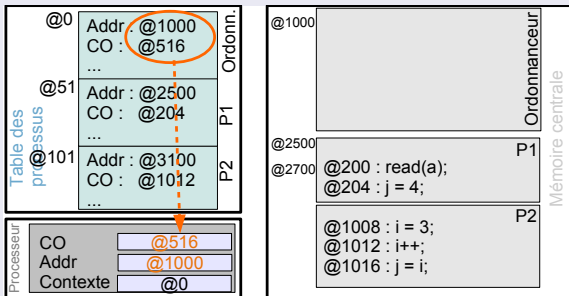 @0
Addr : @1000
CO : @516
...
Ordonn.
@51
Addr : @2500
CO : @204
...
P1
@101
Addr : @3100
CO : @1012
...
P2
Table des
processus
Processeur
CO @516
Addr @1000
Contexte @0
@1000
Ordonnanceur
@2500
P1
@2700
@200 : read(a);
@204 : j = 4;
P2
@1008 : i = 3;
@1012 : i++;
@1016 : j = i;
Mémoire centrale